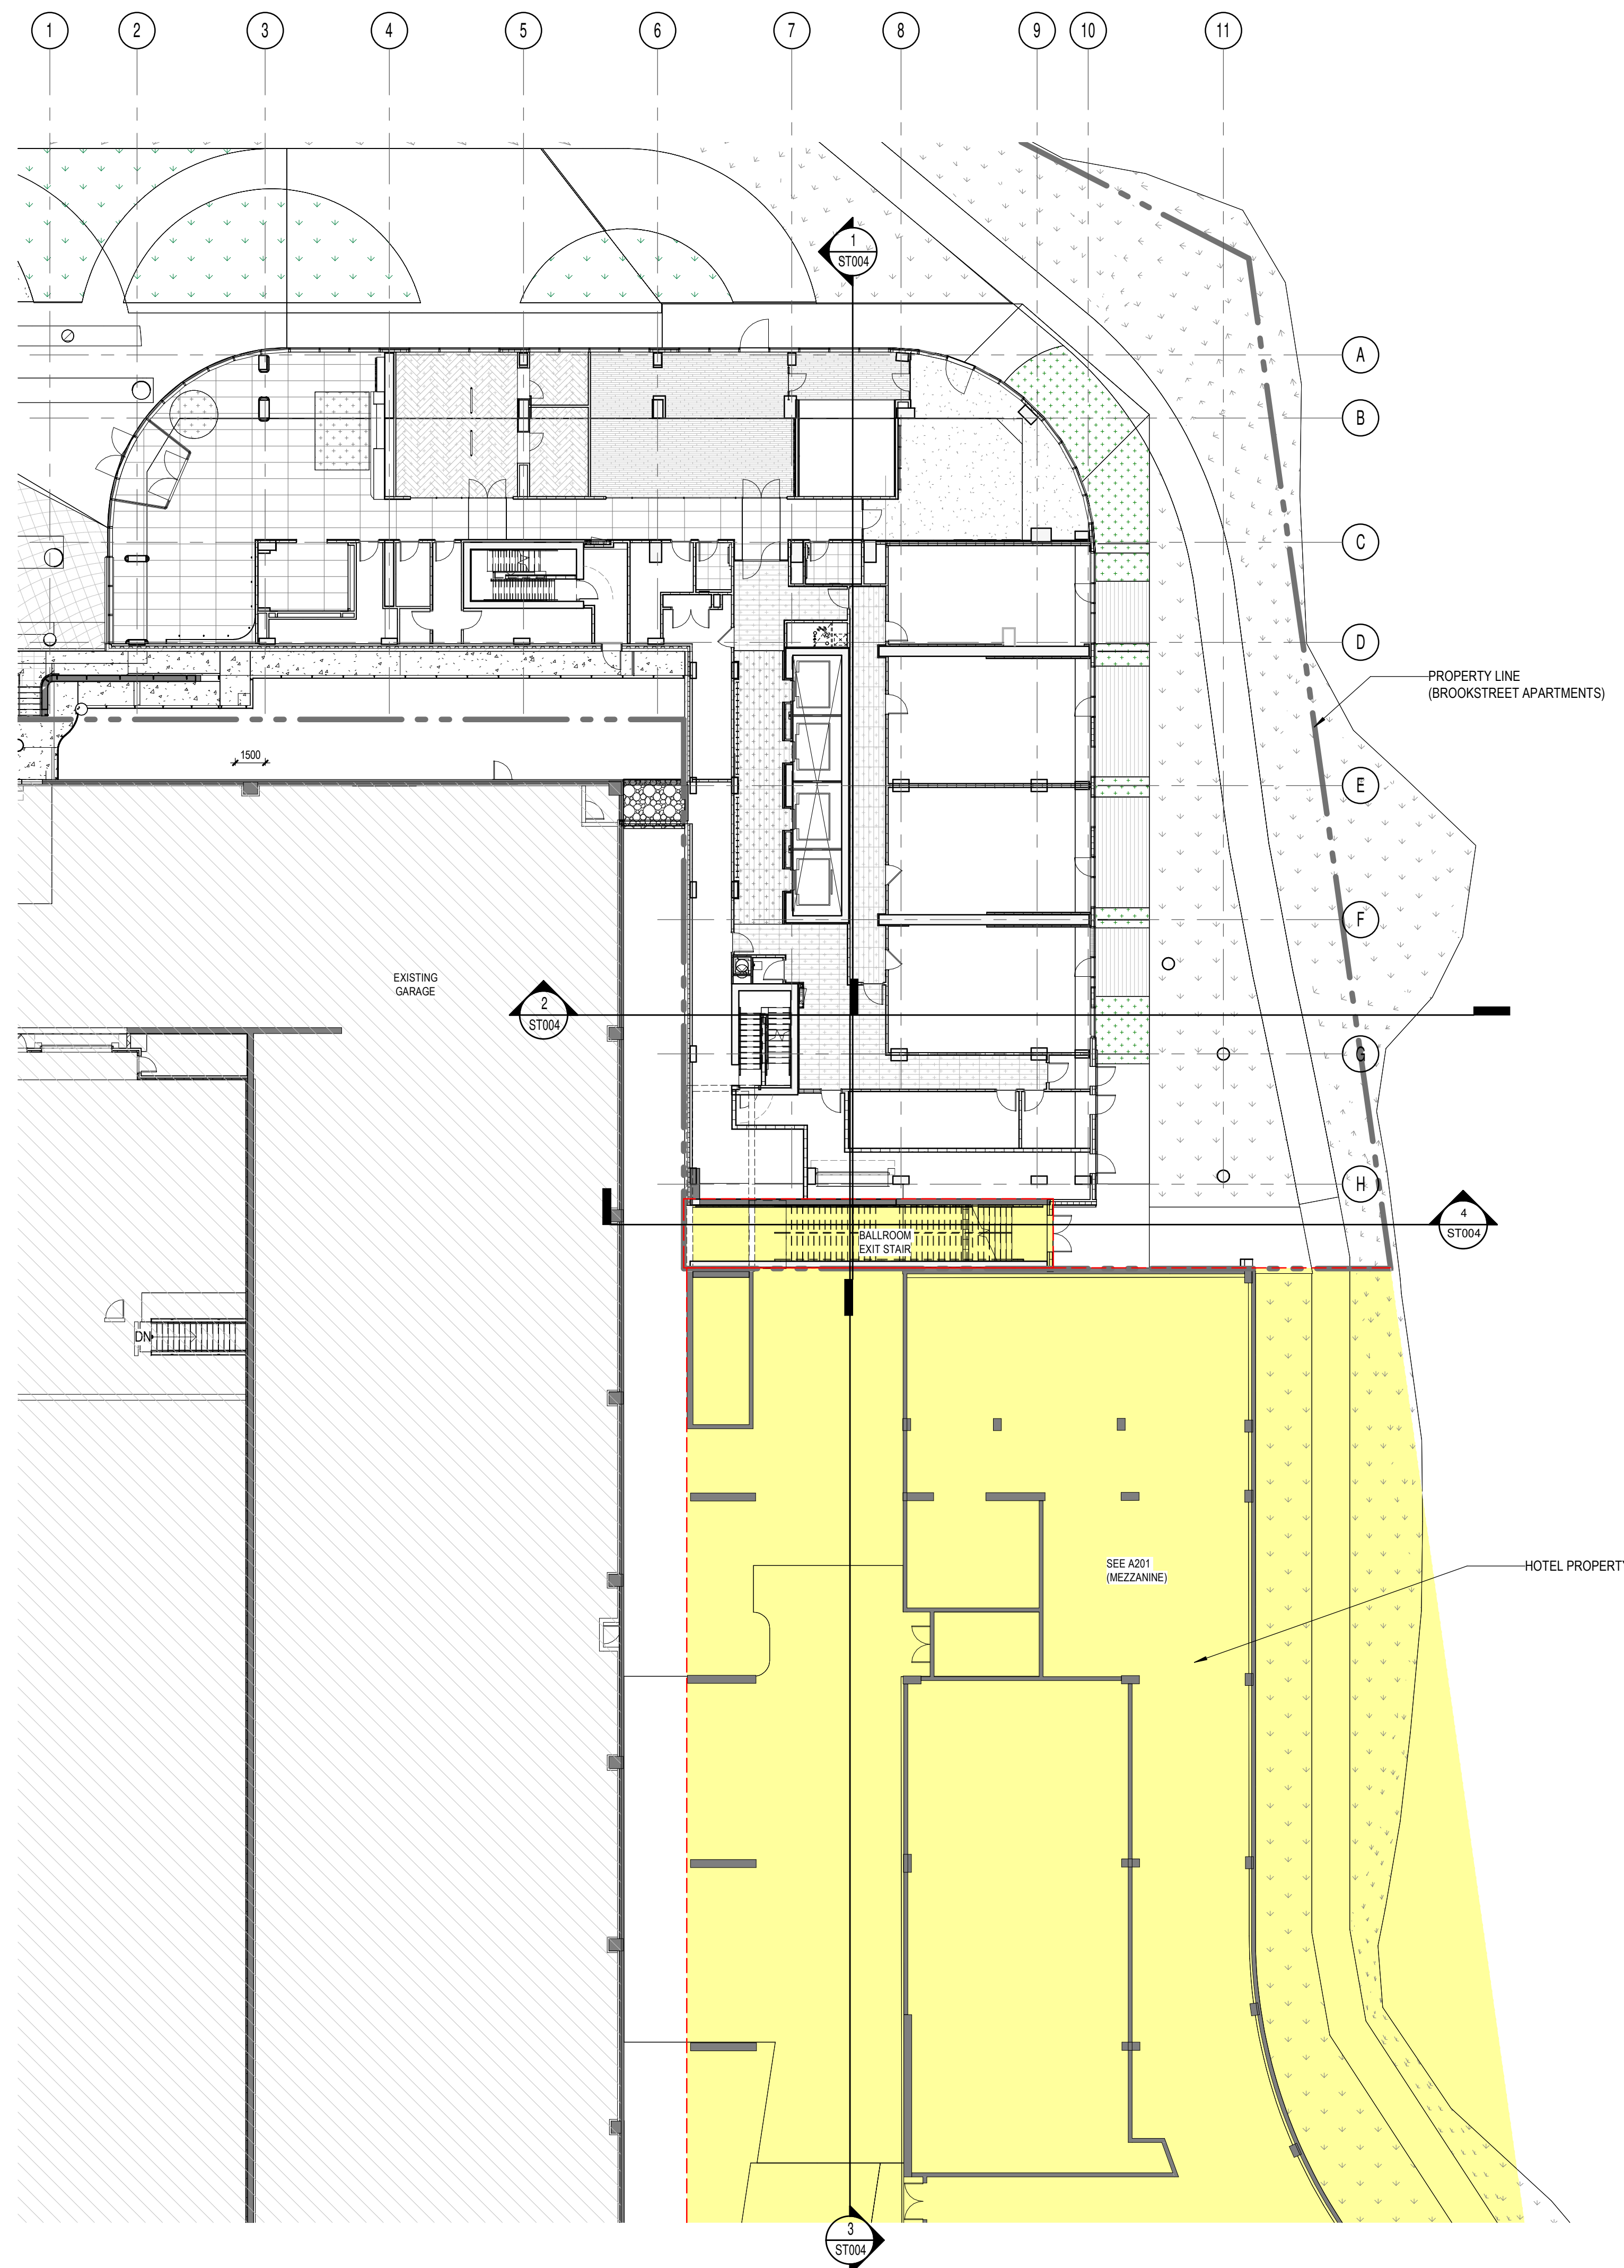 1 2 3 4 5 6 7 8 9 10 11
1
ST004
A
B
C
D
PROPERTY LINE
(BROOKSTREET APARTMENTS)
1500
E
F
EXISTING
GARAGE
2
ST004
G
H
4
ST004
BALLROOM
EXIT STAIR
DN
SEE A201
(MEZZANINE)
HOTEL PROPERTY
3
ST004